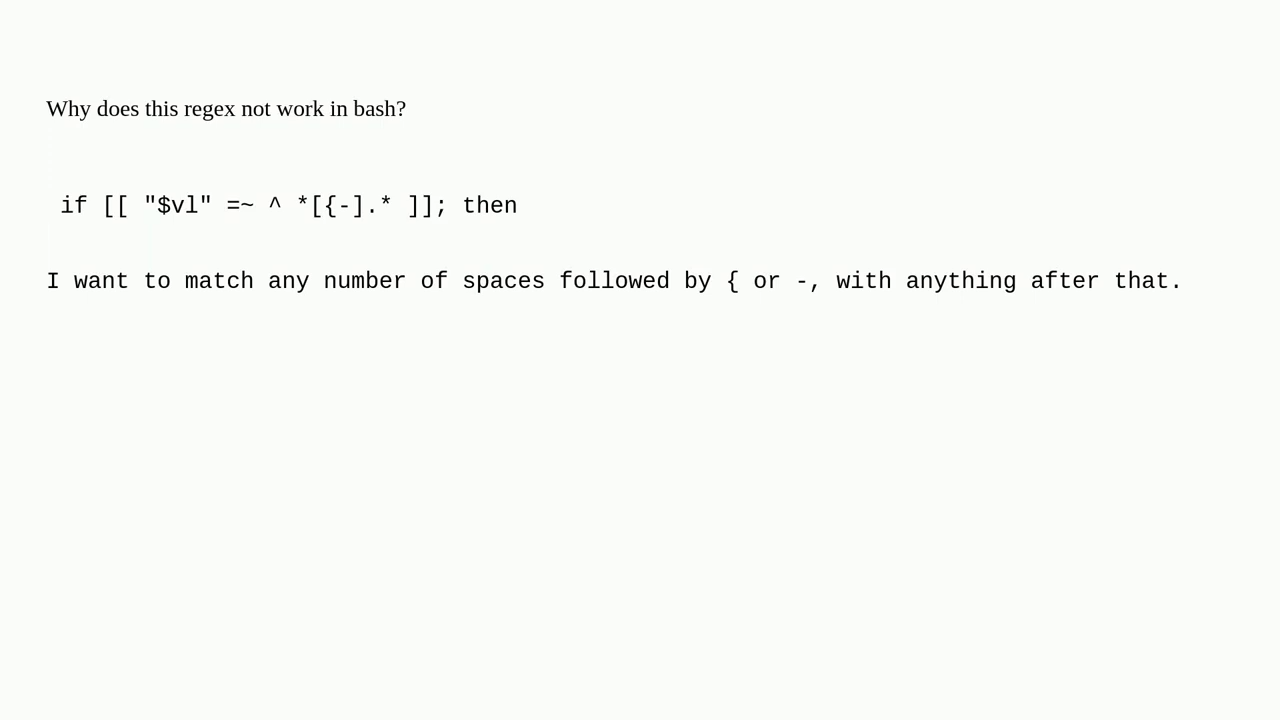 Why does this regex not work in bash?
if [[ "$vl" =~ ^ *[{-].* ]]; then
I want to match any number of spaces followed by { or -, with anything after that.